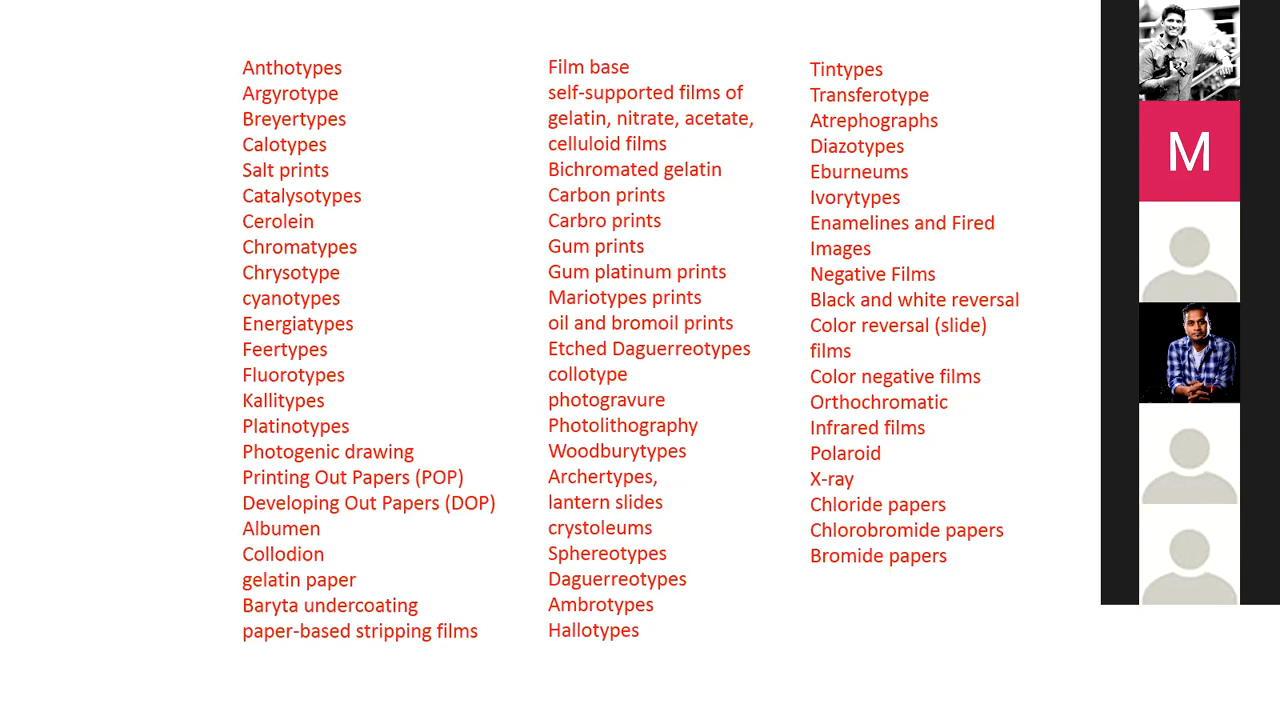 Anthotypes
Argyrotype
Breyertypes
Calotypes
Salt prints
Catalysotypes
Cerolein
Chromatypes
Chrysotype
cyanotypes
Energiatypes
Feertypes
Fluorotypes
Kallitypes
Platinotypes
Photogenic drawing
Printing Out Papers (POP)
Developing Out Papers (DOP)
Albumen
Collodion
gelatin paper
Baryta undercoating
paper-based stripping films
Film base
self-supported films of
gelatin, nitrate, acetate,
celluloid films
Bichromated gelatin
Carbon prints
Carbro prints
Gum prints
Gum platinum prints
Mariotypes prints
oil and bromoil prints
Etched Daguerreotypes
collotype
photogravure
Photolithography
Woodburytypes
Archertypes,
lantern slides
crystoleums
Sphereotypes
Daguerreotypes
Ambrotypes
Hallotypes
Tintypes
Transferotype
Atrephographs
Diazotypes
Eburneums
Ivorytypes
Enamelines and Fired
Images
Negative Films
Black and white reversal
Color reversal (slide)
films
Color negative films
Orthochromatic
Infrared films
Polaroid
X-ray
Chloride papers
Chlorobromide papers
Bromide papers
M